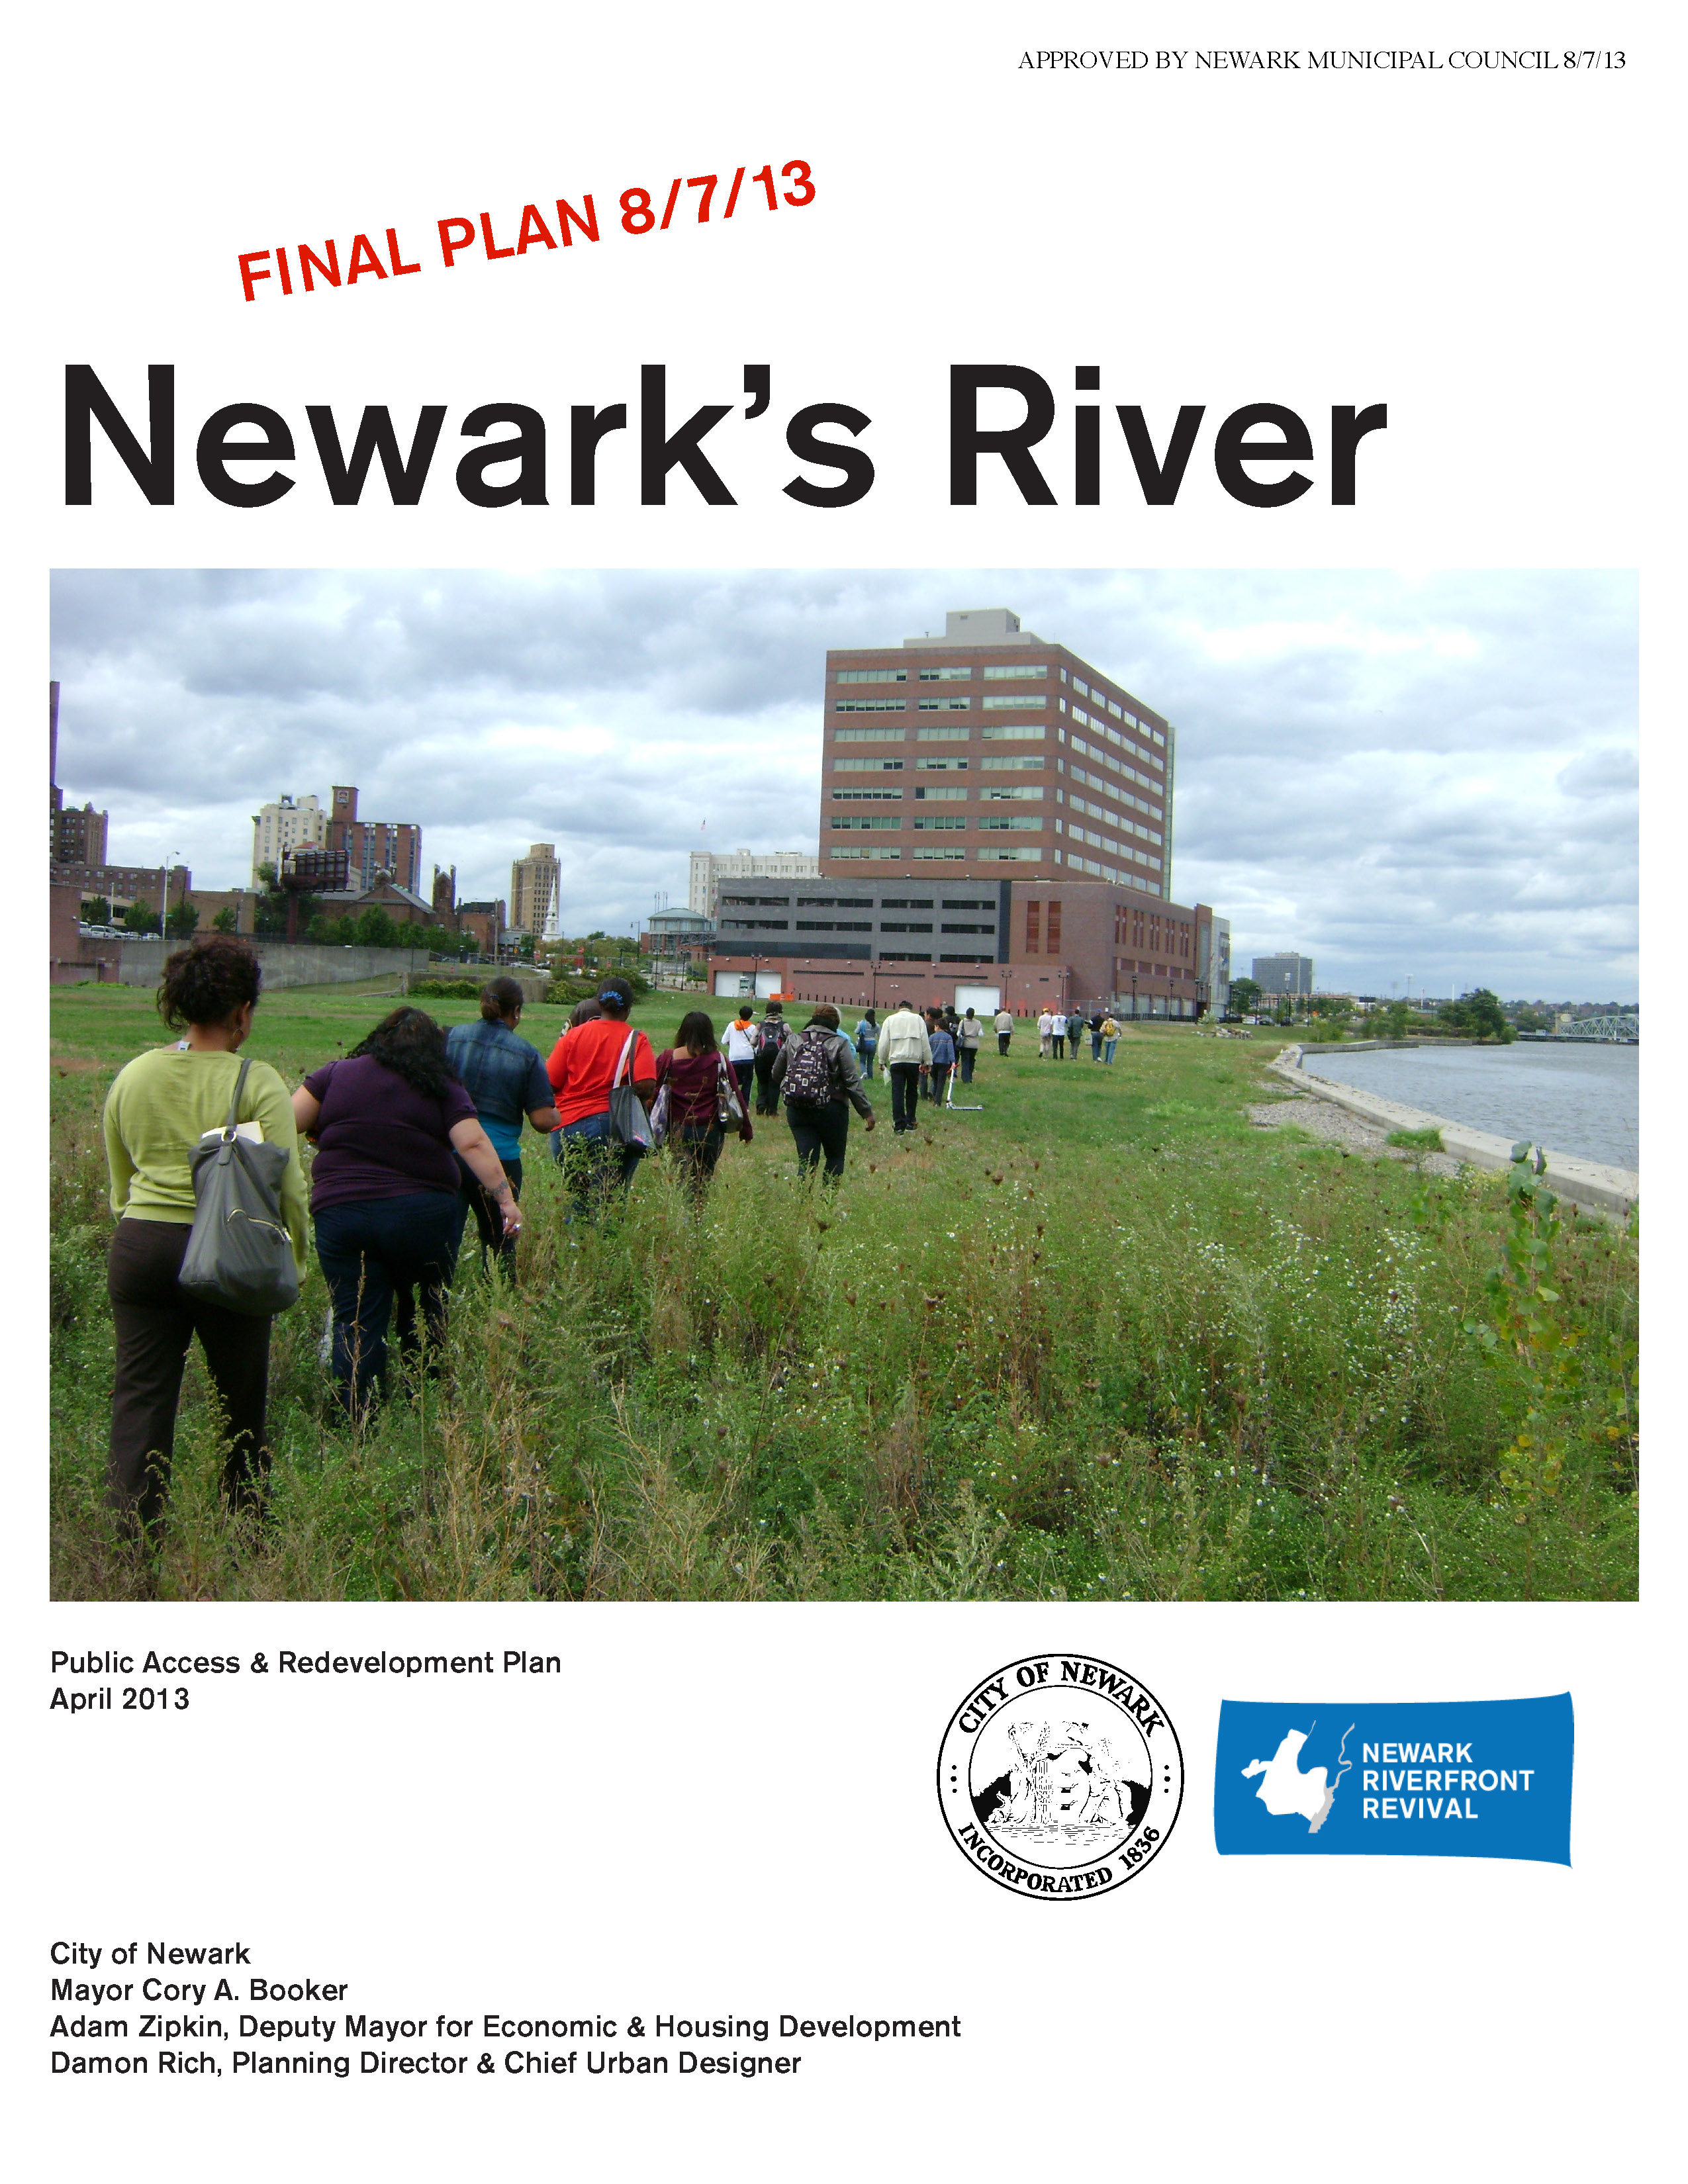 APPROVED BY NEWARK MUNICIPAL COUNCIL 8/7/13
FINAL PLAN 8/7/13
Newark’s River
Public Access & Redevelopment Plan
April 2013
CITY OF NEWARK
INCORPORATED 1836
NEWARK
RIVERFRONT
REVIVAL
City of Newark
Mayor Cory A. Booker
Adam Zipkin, Deputy Mayor for Economic & Housing Development
Damon Rich, Planning Director & Chief Urban Designer